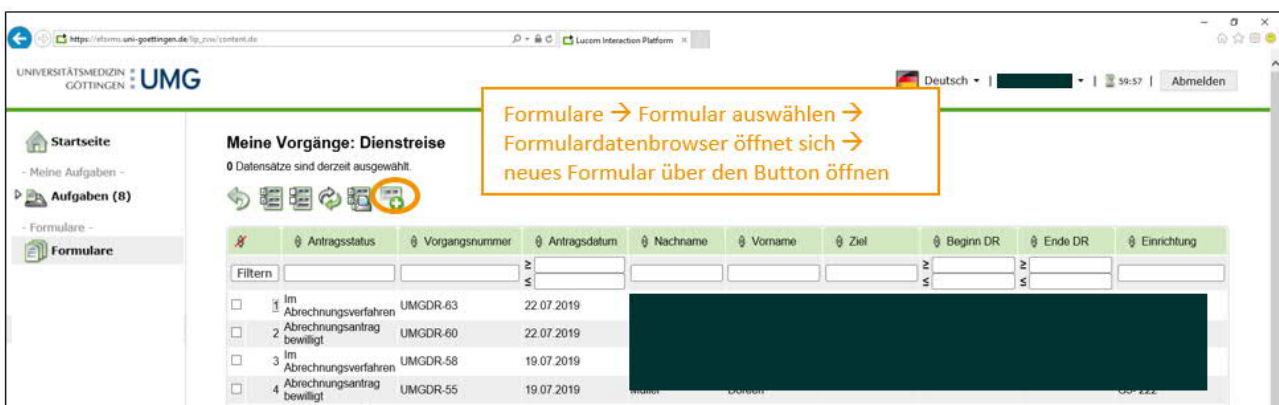 https://eforms.uni-goettingen.de/lip_zvw/content.do
Lucom Interaction Platform
UNIVERSITÄTSMEDIZIN
GÖTTINGEN
UMG
Deutsch
59:57
Abmelden
Formulare → Formular auswählen →
Formulardatenbrowser öffnet sich →
neues Formular über den Button öffnen
Startseite
- Meine Aufgaben -
Aufgaben (8)
- Formulare -
Formulare
Meine Vorgänge: Dienstreise
0 Datensätze sind derzeit ausgewählt.
Antragsstatus Vorgangsnummer Antragsdatum Nachname Vorname Ziel Beginn DR Ende DR Einrichtung
Filtern ≥ ≤ ≥ ≤ ≥ ≤
1 Im Abrechnungsverfahren UMGDR-63 22.07.2019
2 Abrechnungsantrag bewilligt UMGDR-60 22.07.2019
3 Im Abrechnungsverfahren UMGDR-58 19.07.2019
4 Abrechnungsantrag bewilligt UMGDR-55 19.07.2019